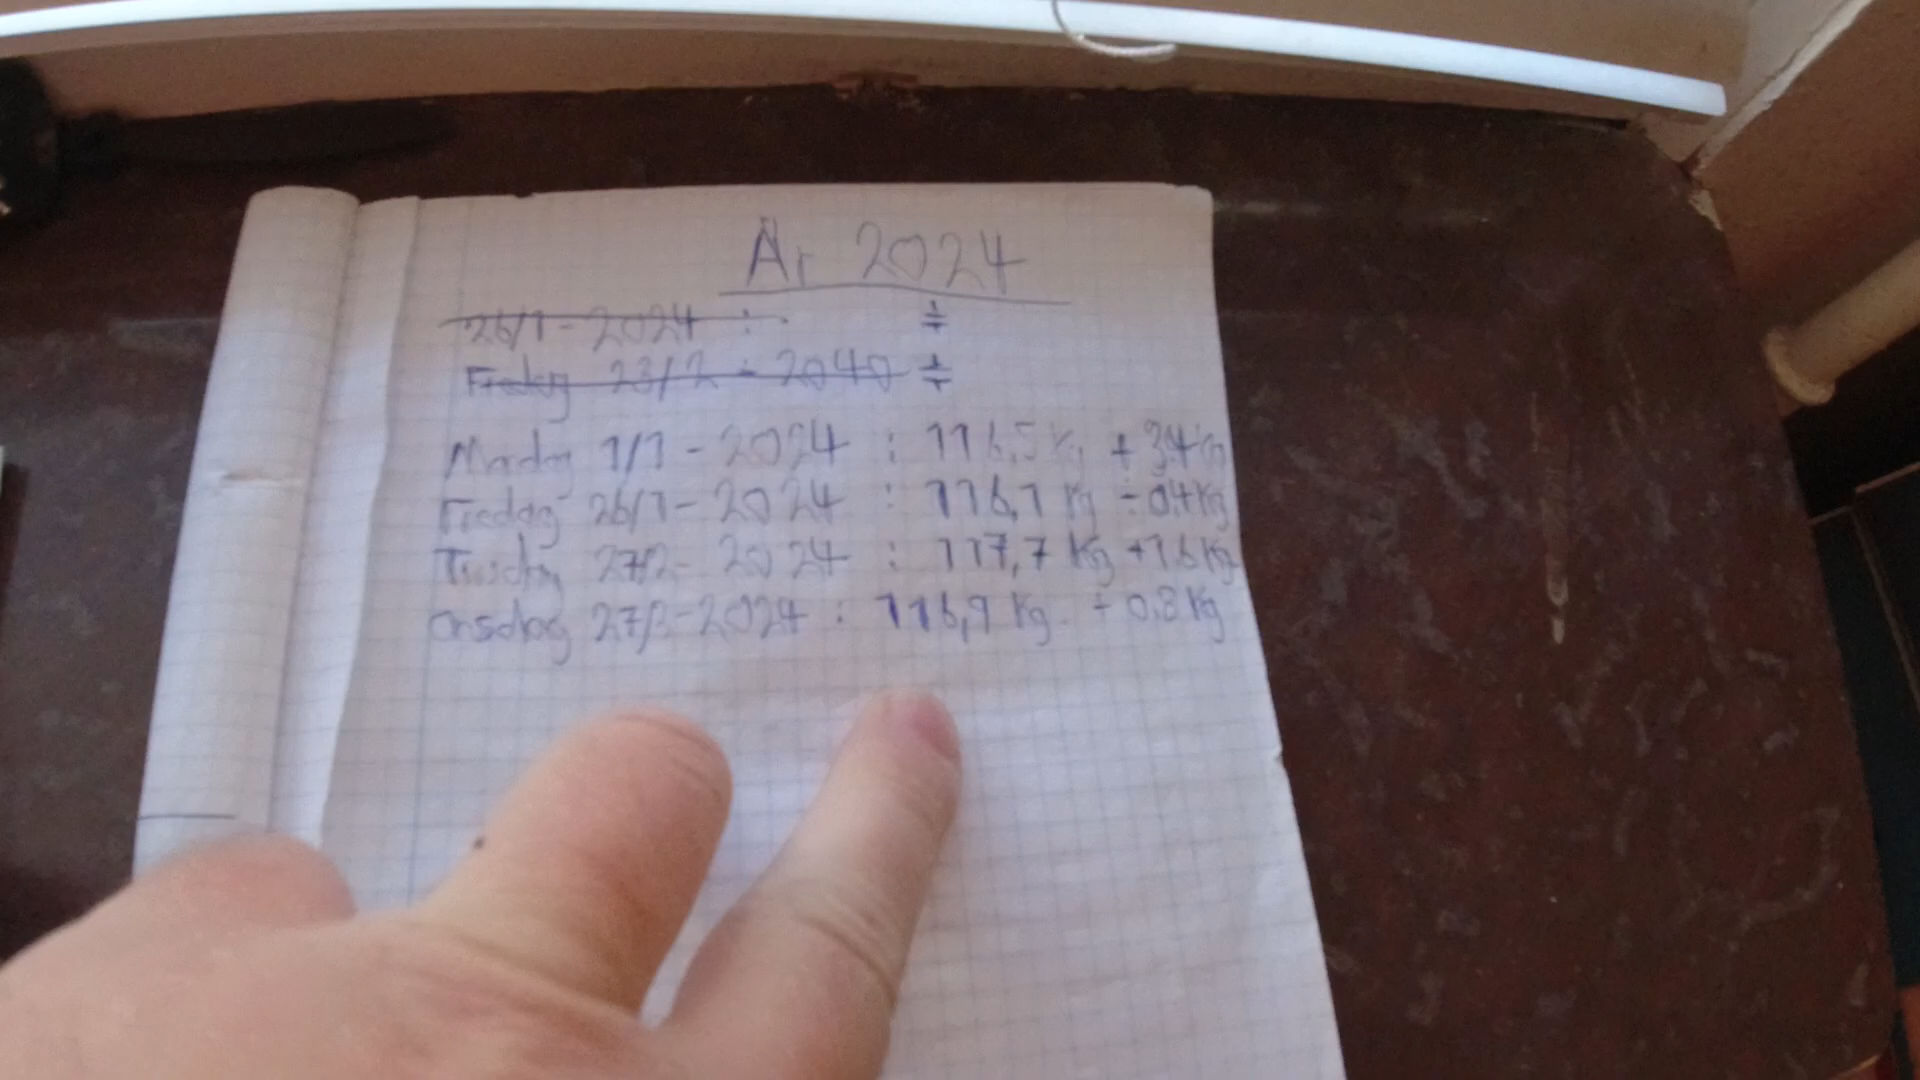 År 2024
26/1 - 2024 : ÷
Fredag 23/2 - 2040 ÷
Mandag 1/1 - 2024 : 116,5 Kg + 3,4 Kg
Fredag 26/1 - 2024 : 116,1 Kg ÷ 0,4 Kg
Tirsdag 27/2 - 2024 : 117,7 Kg + 1,6 Kg
Onsdag 27/3 - 2024 : 116,9 Kg ÷ 0,8 Kg